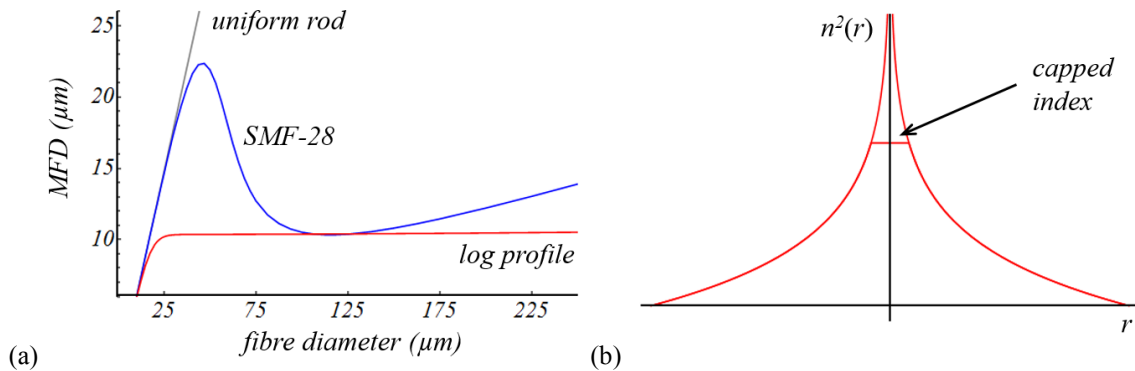 25
20
15
10
MFD (µm)
uniform rod
SMF-28
log profile
25
75
125
175
225
fibre diameter (µm)
(a)
n²(r)
capped
index
r
(b)